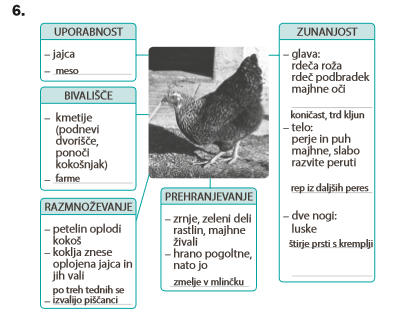 6.
UPORABNOST
– jajca
– meso
BIVALIŠČE
– kmetije
(podnevi
dvorišče,
ponoči
kokošnjak)
– farme
RAZMNOŽEVANJE
– petelin oplodi
kokoš
– koklja znese
oplojena jajca in
jih vali
po treh tednih se
– izvalijo piščanci
PREHRANJEVANJE
– zrnje, zeleni deli
rastlin, majhne
živali
– hrano pogoltne,
nato jo
zmelje v mlinčku
ZUNANJOST
– glava:
rdeča roža
rdeč podbradek
majhne oči
koničast, trd kljun
– telo:
perje in puh
majhne, slabo
razvite peruti
rep iz daljših peres
– dve nogi:
luske
štirje prsti s kremplji